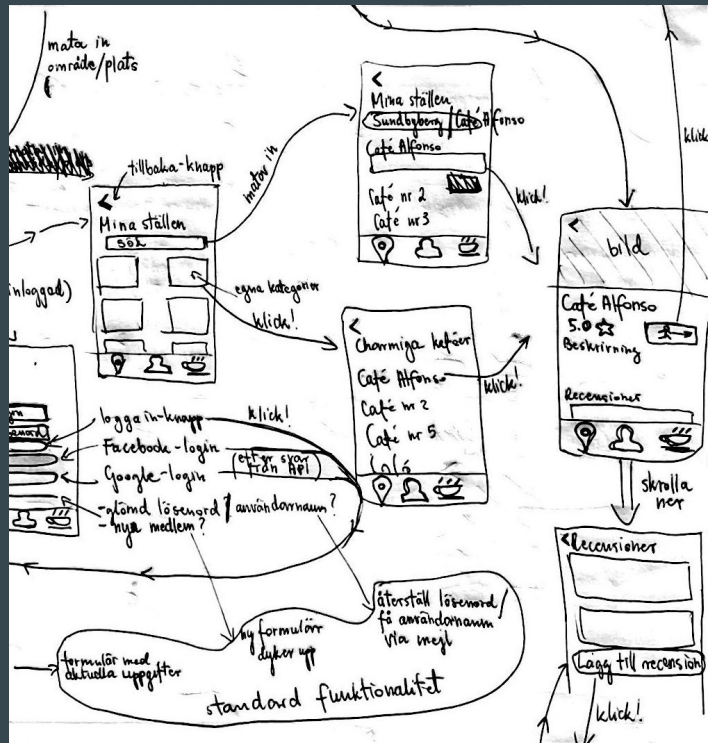 mata in
område/plats
tillbaka-knapp
<
Mina ställen
sök
egna kategorier
klick!
inloggad)
mata in
<
Mina ställen
Sundbyberg / Café Alfonso
Café Alfonso
Café nr 2
Café nr 3
klick!
<
Charmiga kaféer
Café Alfonso
Café nr 2
Café nr 5
klick!
klick
<
bild
Café Alfonso
5.0
Beskrivning
Recensioner
skrolla
ner
<Recensioner
Lägg till recension
klick!
logga in-knapp
klick!
Facebook-login
Google-login
(efter svar
från API)
-glömd lösenord / användarnamn?
- nya medlem?
formulär med
aktuella uppgifter
ny formulär
dyker upp
återställ lösenord/
få användarnamn
via mejl
standard funktionalitet